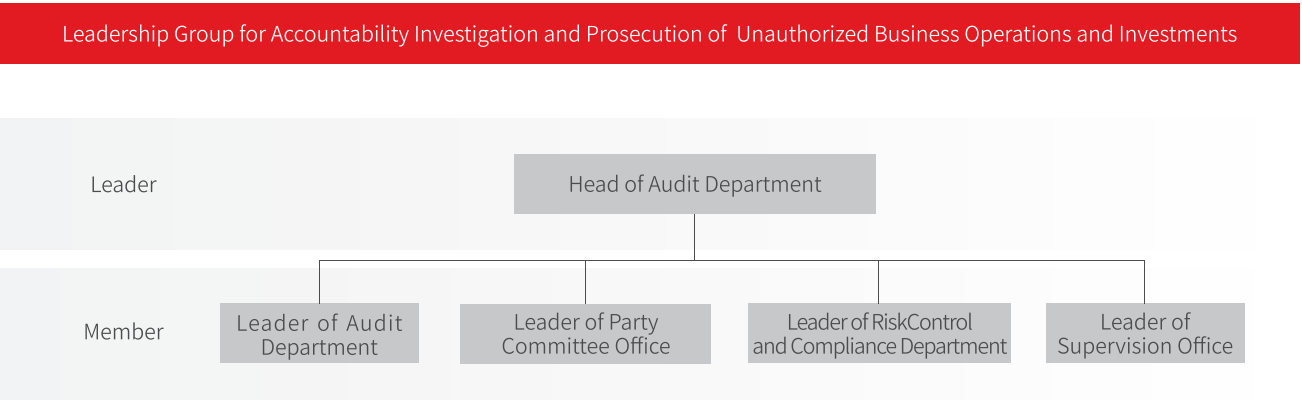 Leadership Group for Accountability Investigation and Prosecution of Unauthorized Business Operations and Investments
Leader
Head of Audit Department
Member
Leader of Audit
Department
Leader of Party
Committee Office
Leader of RiskControl
and Compliance Department
Leader of
Supervision Office